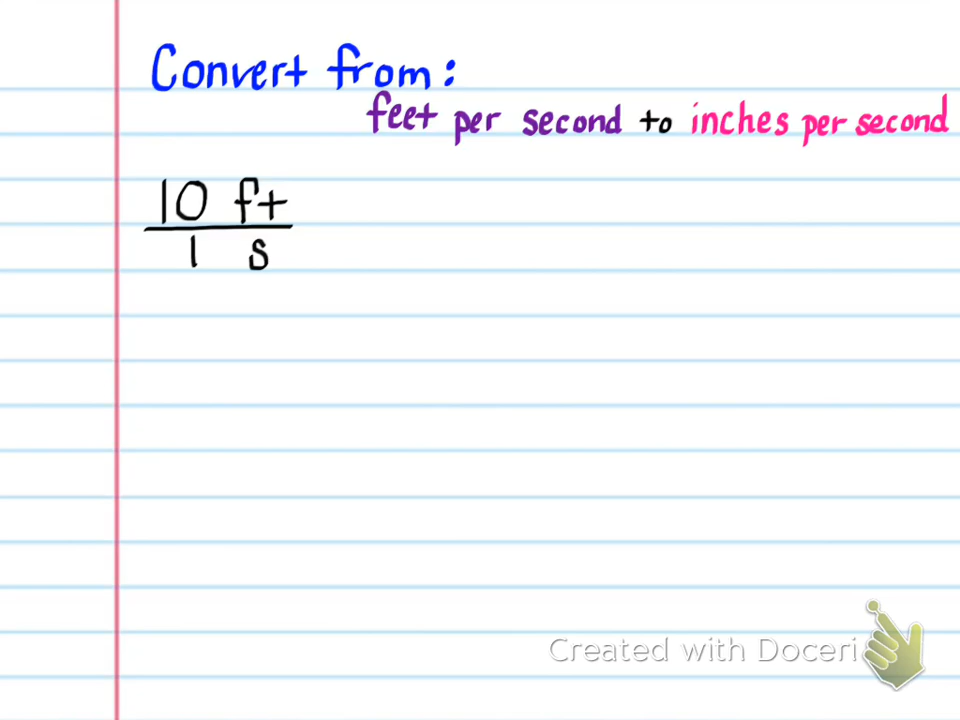 Convert from:
feet per second to inches per second
10 ft
1 s
Created with Doceri